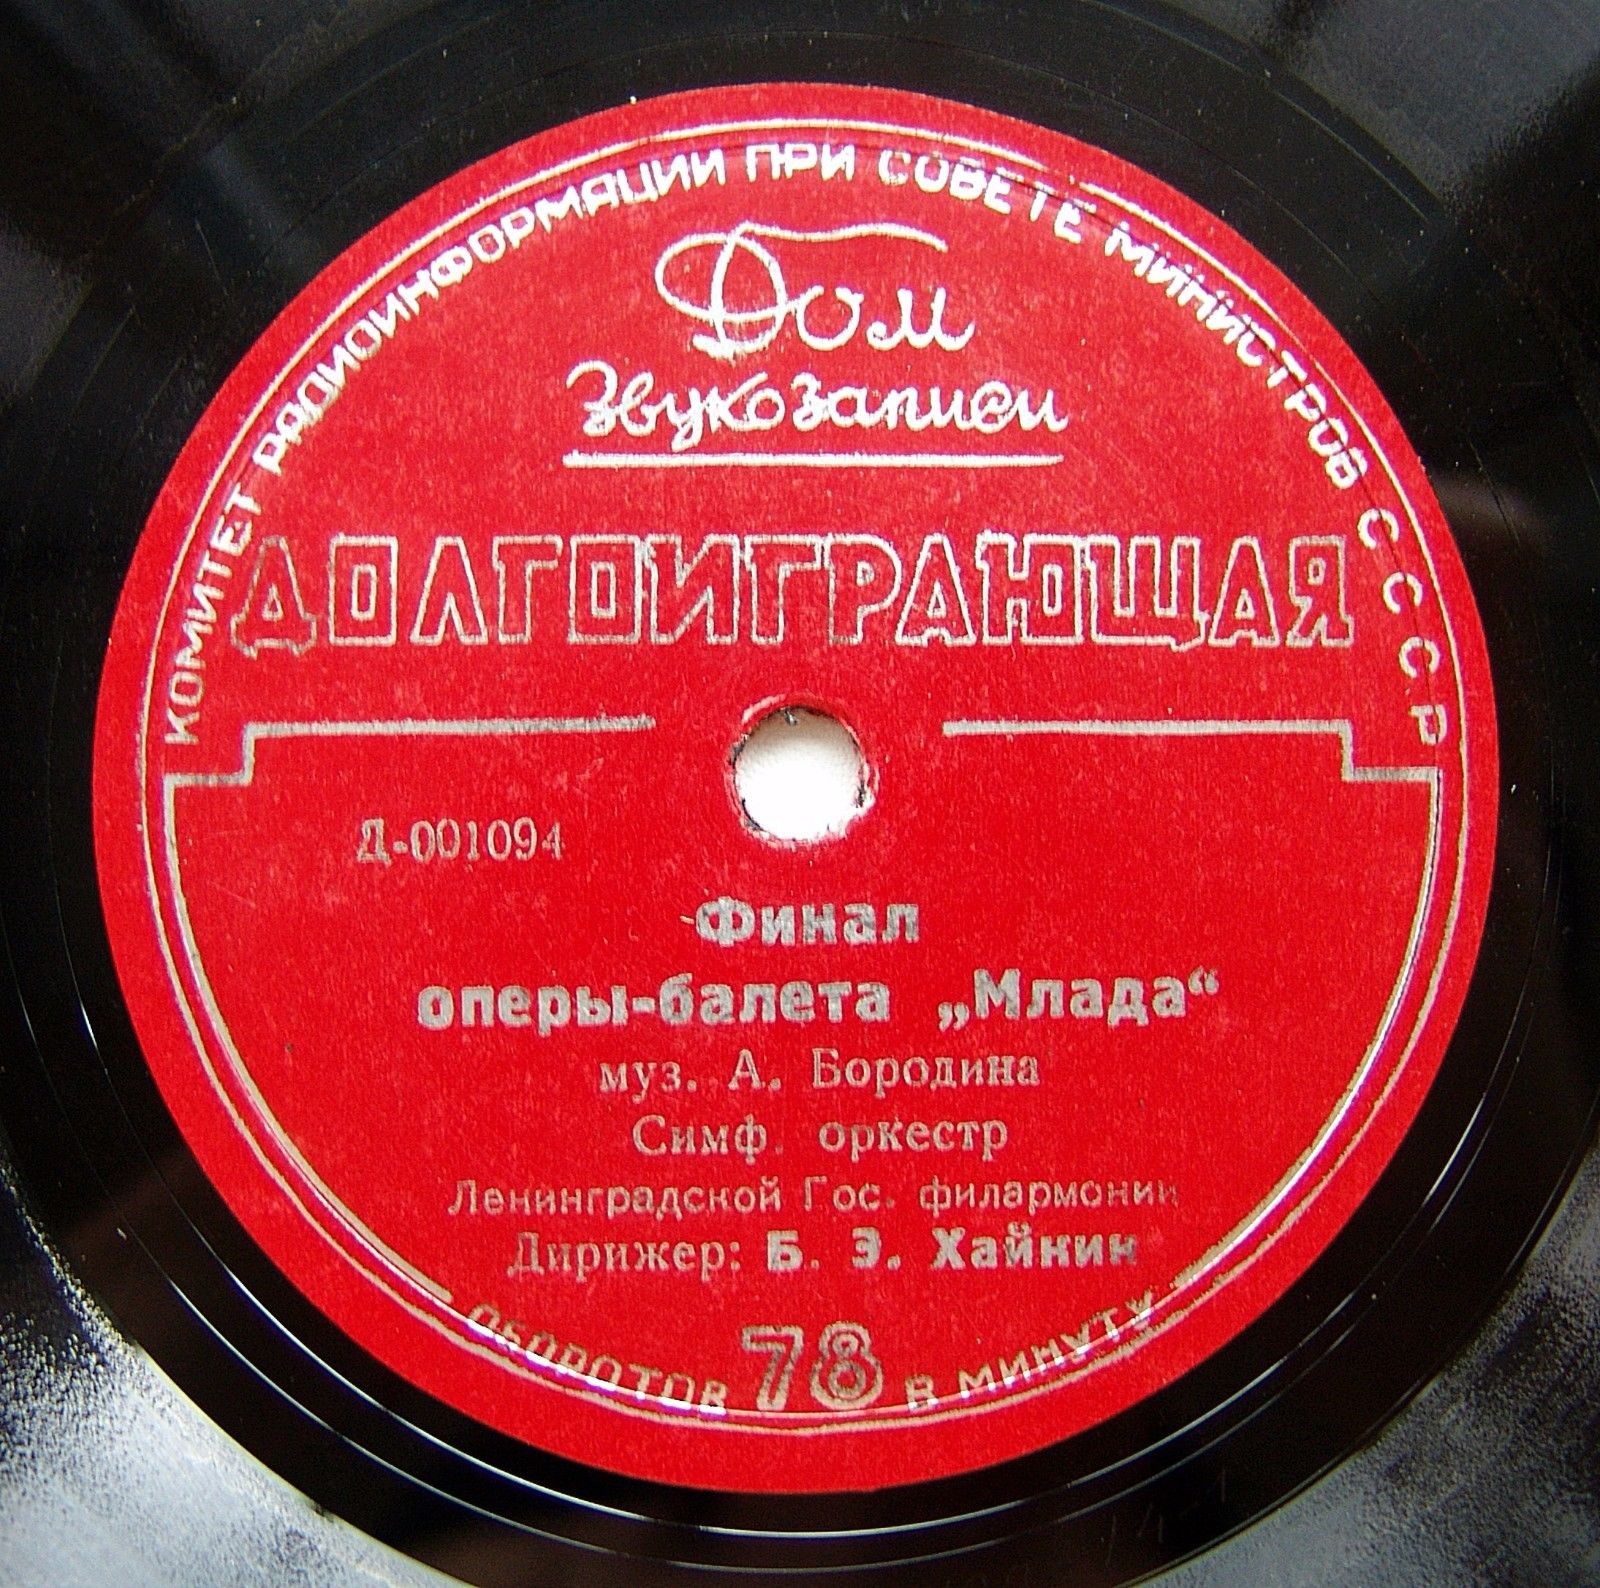 КОМИТЕТ РАДИОИНФОРМАЦИИ ПРИ СОВЕТЕ МИНИСТРОВ СССР
Дом
Звукозаписи
ДОЛГОИГРАЮЩАЯ
Д-001094
Финал
оперы-балета „Млада“
муз. А. Бородина
Симф. оркестр
Ленинградской Гос. филармонии
Дирижер: Б. Э. Хайкин
ОБОРОТОВ 78 В МИНУТУ